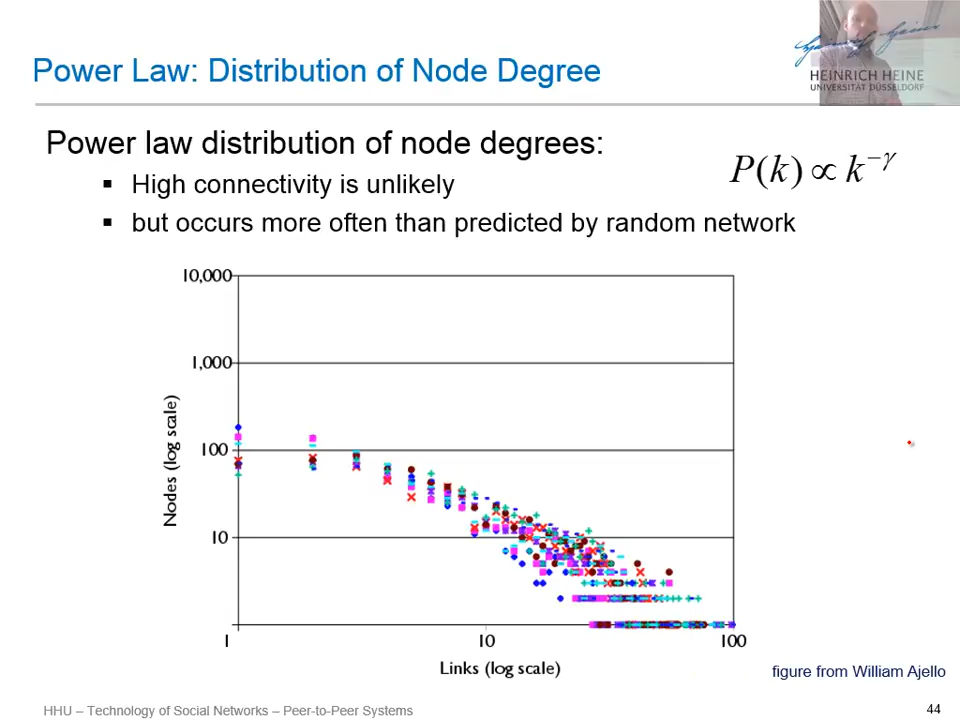 Power Law: Distribution of Node Degree
HEINRICH HEINE
UNIVERSITÄT DÜSSELDORF
Power law distribution of node degrees:
P(k) ∝ k^{−γ}
▪ High connectivity is unlikely
▪ but occurs more often than predicted by random network
10,000
1,000
100
10
Nodes (log scale)
1 10 100
Links (log scale)
figure from William Ajello
HHU – Technology of Social Networks – Peer-to-Peer Systems
44